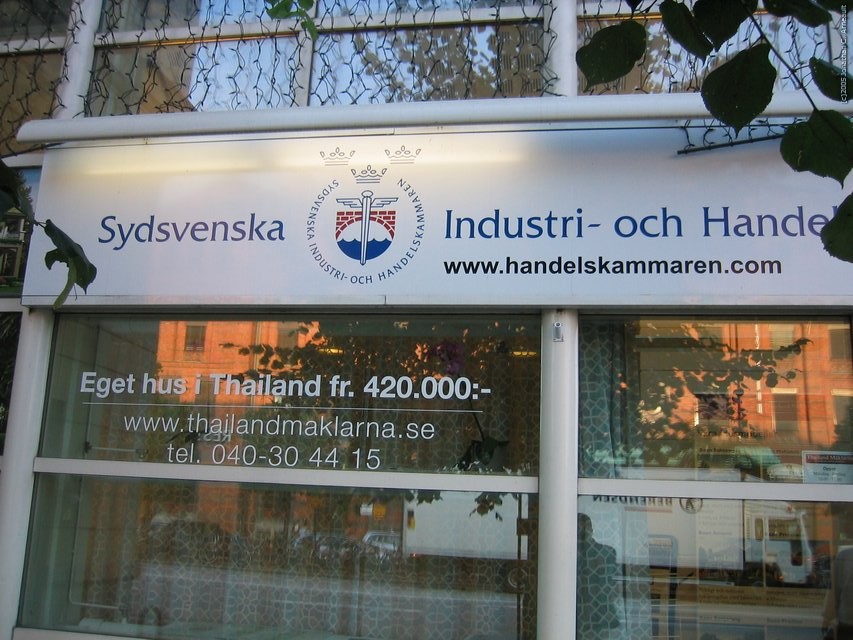 Sydsvenska
SYDSVENSKA INDUSTRI- OCH HANDELSKAMMAREN
Industri- och Handel
www.handelskammaren.com
Eget hus i Thailand fr. 420.000:-
www.thailandmaklarna.se
tel. 040-30 44 15
BERENDSEN